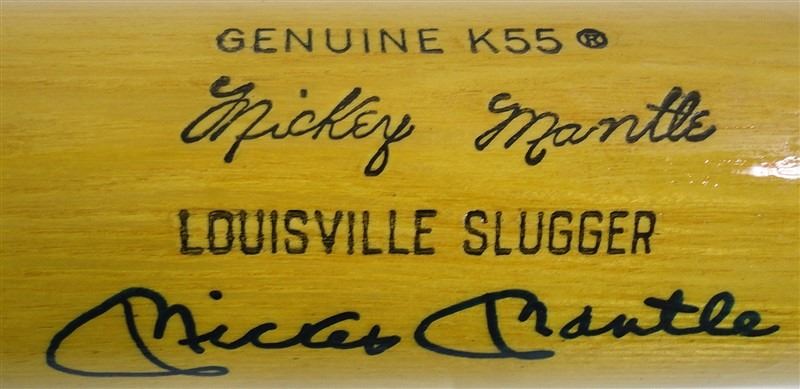 GENUINE K55 ®
Mickey Mantle
LOUISVILLE SLUGGER
Mickey Mantle